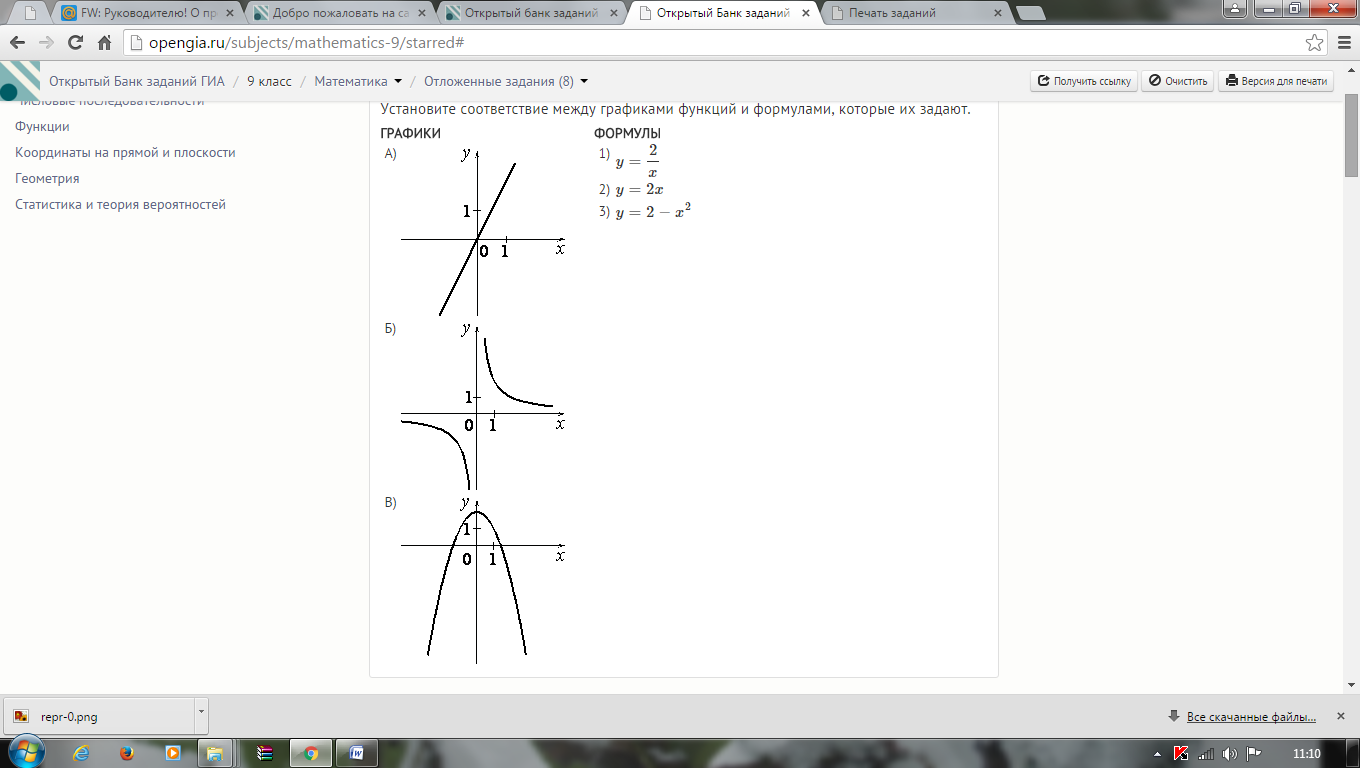 FW: Руководителю! О пр
Добро пожаловать на са
Открытый банк заданий
Открытый Банк заданий
Печать заданий
opengia.ru/subjects/mathematics-9/starred#
Открытый Банк заданий ГИА / 9 класс / Математика / Отложенные задания (8)
Получить ссылку
Очистить
Версия для печати
Числовые последовательности
Функции
Координаты на прямой и плоскости
Геометрия
Статистика и теория вероятностей
Установите соответствие между графиками функций и формулами, которые их задают.
ГРАФИКИ
ФОРМУЛЫ
А)
y
1
0 1 x
1) y = 2/x
2) y = 2x
3) y = 2 − x²
Б)
y
1
0 1 x
В)
y
1
0 1 x
repr-0.png
Все скачанные файлы...
11:10